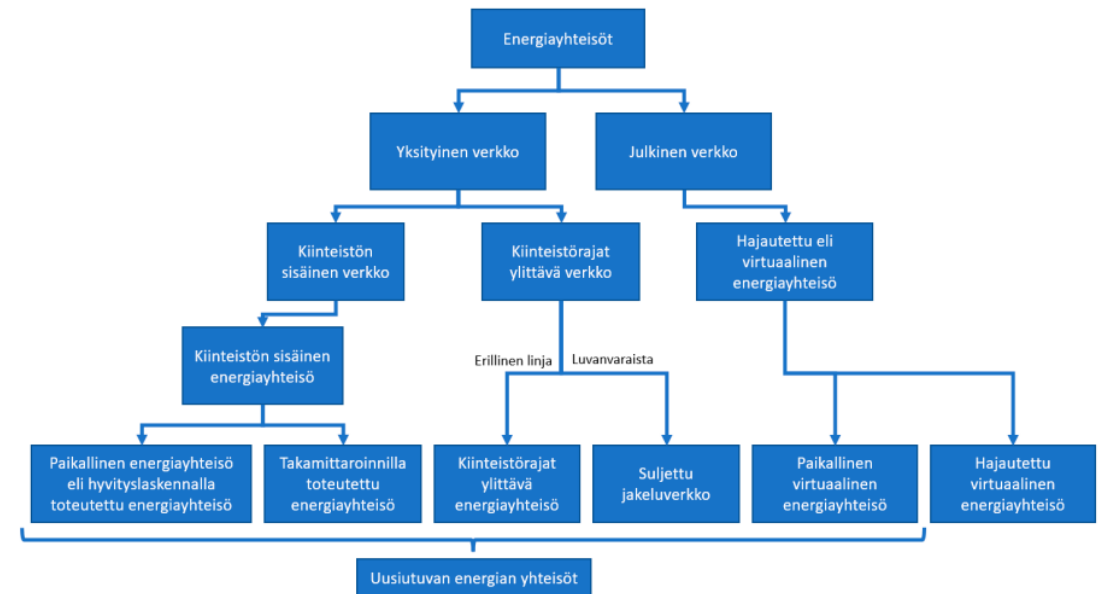 Energiayhteisöt
Yksityinen verkko
Julkinen verkko
Kiinteistön
sisäinen verkko
Kiinteistörajat
ylittävä verkko
Hajautettu eli
virtuaalinen
energiayhteisö
Kiinteistön sisäinen
energiayhteisö
Erillinen linja
Luvanvaraista
Paikallinen energiayhteisö
eli hyvityslaskennalla
toteutettu energiayhteisö
Takamittaroinnilla
toteutettu
energiayhteisö
Kiinteistörajat
ylittävä
energiayhteisö
Suljettu
jakeluverkko
Paikallinen
virtuaalinen
energiayhteisö
Hajautettu
virtuaalinen
energiayhteisö
Uusiutuvan energian yhteisöt